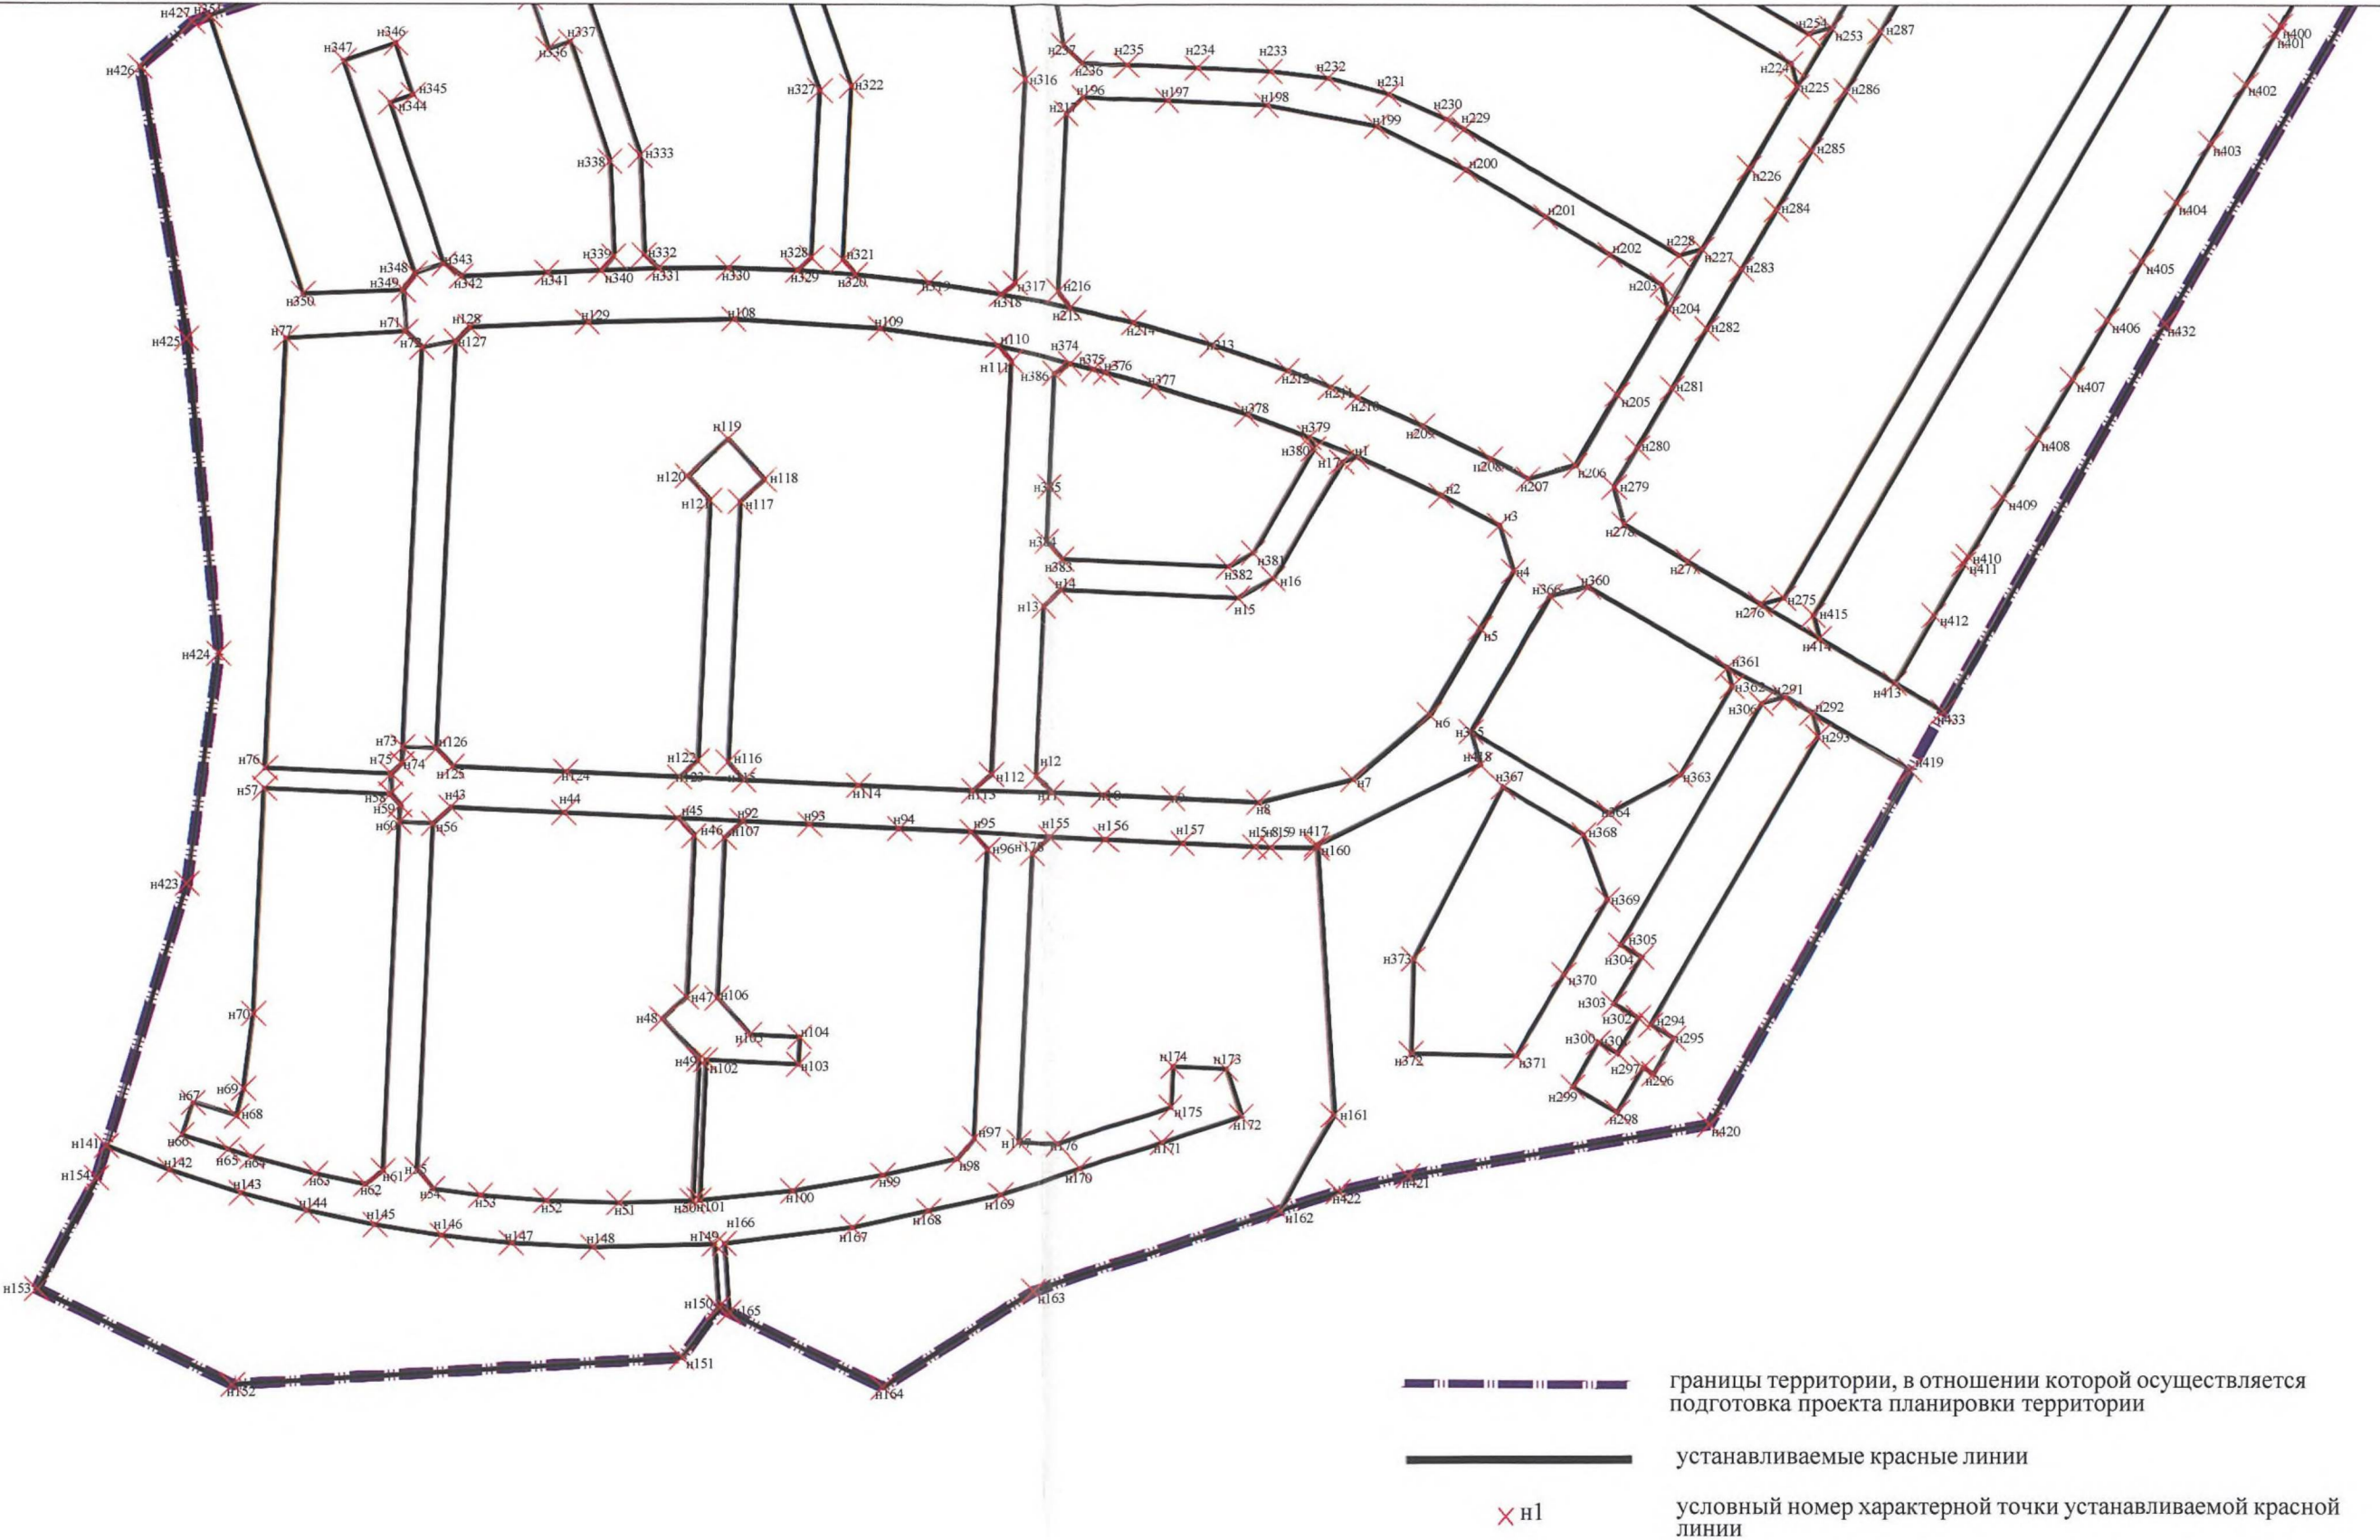 н427
н426
н347
н346
н345
н344
н336
н337
н327
н322
н316
н257
н236
н235
н234
н233
н232
н231
н230
н229
н254
н253
н287
н224
н225
н286
н400
н401
н402
н217
н196
н197
н198
н199
н200
н285
н403
н338
н333
н226
н201
н284
н404
н348
н343
н339
н332
н328
н321
н202
н228
н227
н283
н405
н350
н349
н342
н341
н340
н331
н330
н329
н320
н319
н318
н317
н216
н203
н204
н215
н214
н282
н406
н432
н425
н77
н71
н72
н128
н127
н129
н108
н109
н110
н111
н374
н386
н375
н376
н377
н213
н212
н211
н210
н205
н281
н407
н378
н379
н380
н17
н1
н209
н208
н207
н206
н280
н408
н119
н120
н118
н121
н117
н385
н2
н3
н279
н278
н409
н384
н383
н382
н381
н14
н13
н15
н16
н4
н277
н410
н411
н366
н360
н276
н275
н415
н414
н412
н424
н5
н361
н362
н291
н306
н292
н293
н413
н433
н6
н76
н73
н75
н74
н126
н125
н124
н122
н123
н116
н115
н114
н112
н113
н12
н11
н10
н9
н8
н7
н365
н418
н367
н363
н364
н419
н57
н58
н59
н60
н43
н56
н44
н45
н46
н92
н107
н93
н94
н95
н96
н178
н155
н156
н157
н417
н160
н368
н423
н369
н70
н47
н106
н48
н105
н104
н49
н102
н103
н373
н305
н304
н370
н303
н302
н294
н300
н295
н297
н296
н372
н371
н299
н298
н420
н69
н67
н68
н66
н65
н64
н63
н62
н61
н55
н54
н53
н52
н51
н101
н100
н99
н98
н97
н177
н176
н175
н174
н173
н172
н171
н170
н161
н141
н154
н142
н143
н144
н145
н146
н147
н148
н149
н166
н167
н168
н169
н162
н422
н421
н153
н150
н165
н163
н151
н152
н164
границы территории, в отношении которой осуществляется
подготовка проекта планировки территории
устанавливаемые красные линии
н1
условный номер характерной точки устанавливаемой красной
линии